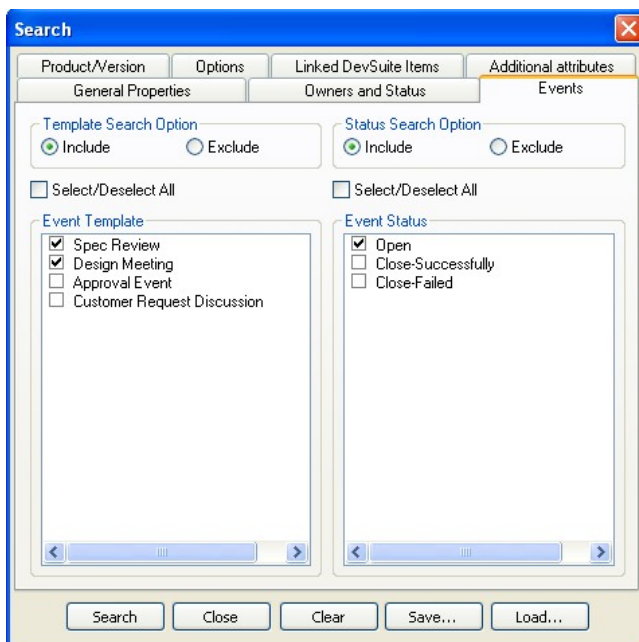 Search
Product/Version Options Linked DevSuite Items Additional attributes
General Properties Owners and Status Events
Template Search Option Status Search Option
Include Exclude Include Exclude
Select/Deselect All Select/Deselect All
Event Template Event Status
Spec Review Open
Design Meeting Close-Successfully
Approval Event Close-Failed
Customer Request Discussion
Search Close Clear Save... Load...